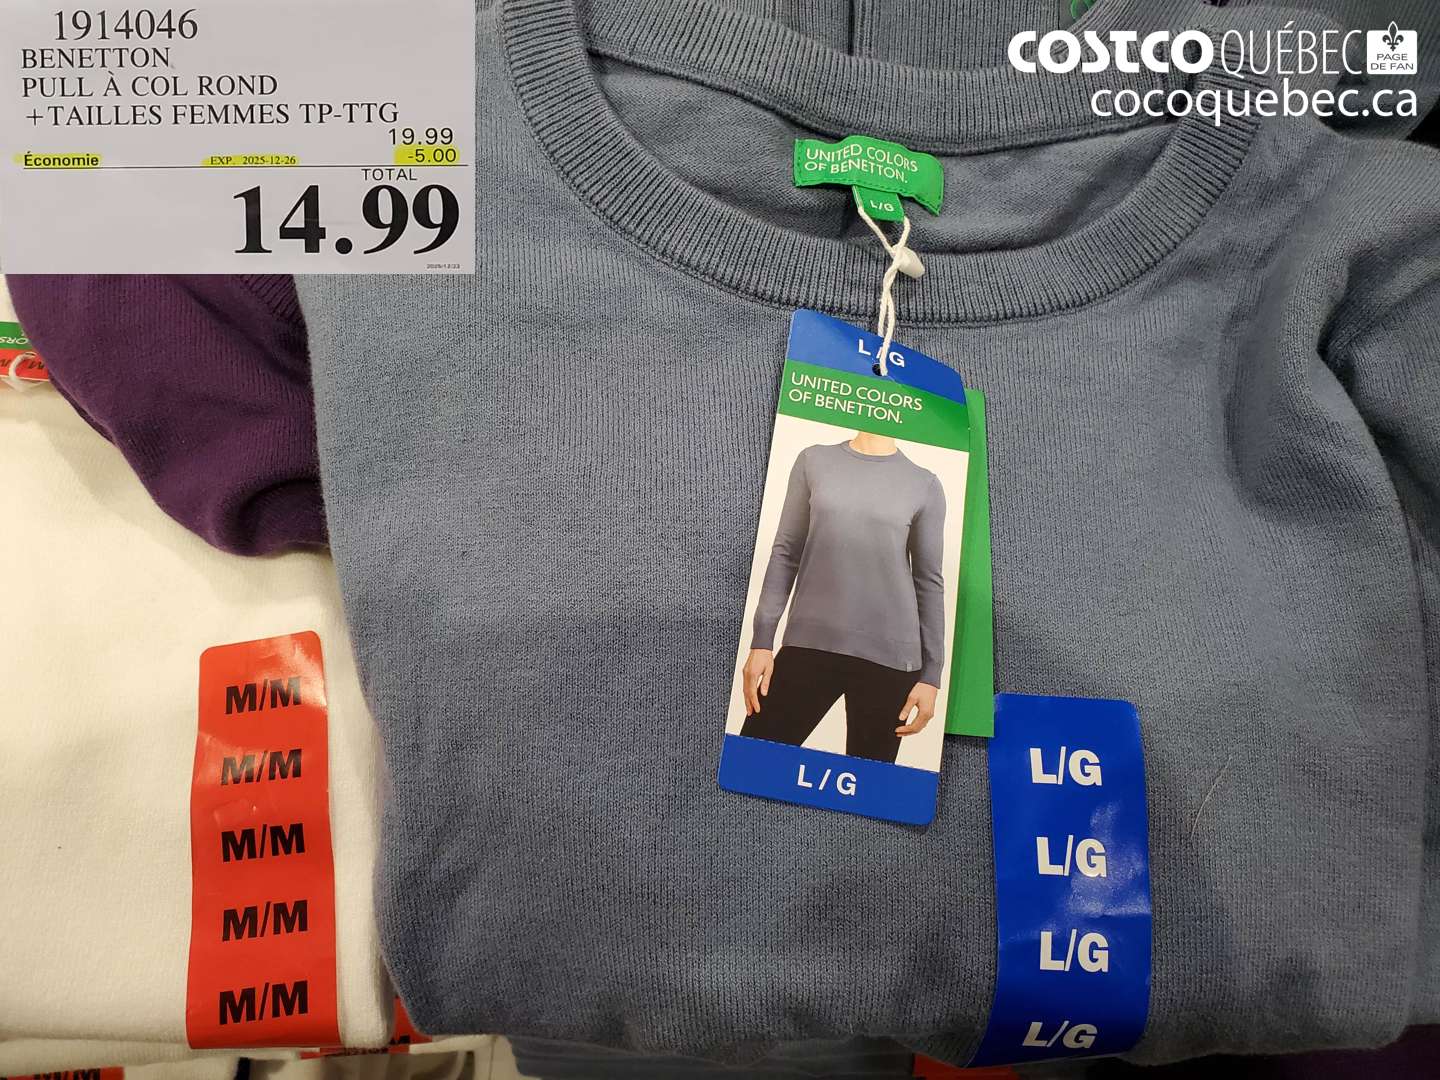 1914046
BENETTON
PULL À COL ROND
+TAILLES FEMMES TP-TTG
19.99
Économie EXP. 2025-12-26 -5.00
TOTAL
14.99
COSTCO QUÉBEC PAGE DE FAN
cocoquebec.ca
UNITED COLORS
OF BENETTON.
L/G
L/G
UNITED COLORS
OF BENETTON.
L/G
M/M
M/M
M/M
M/M
M/M
L/G
L/G
L/G
L/G
M/M